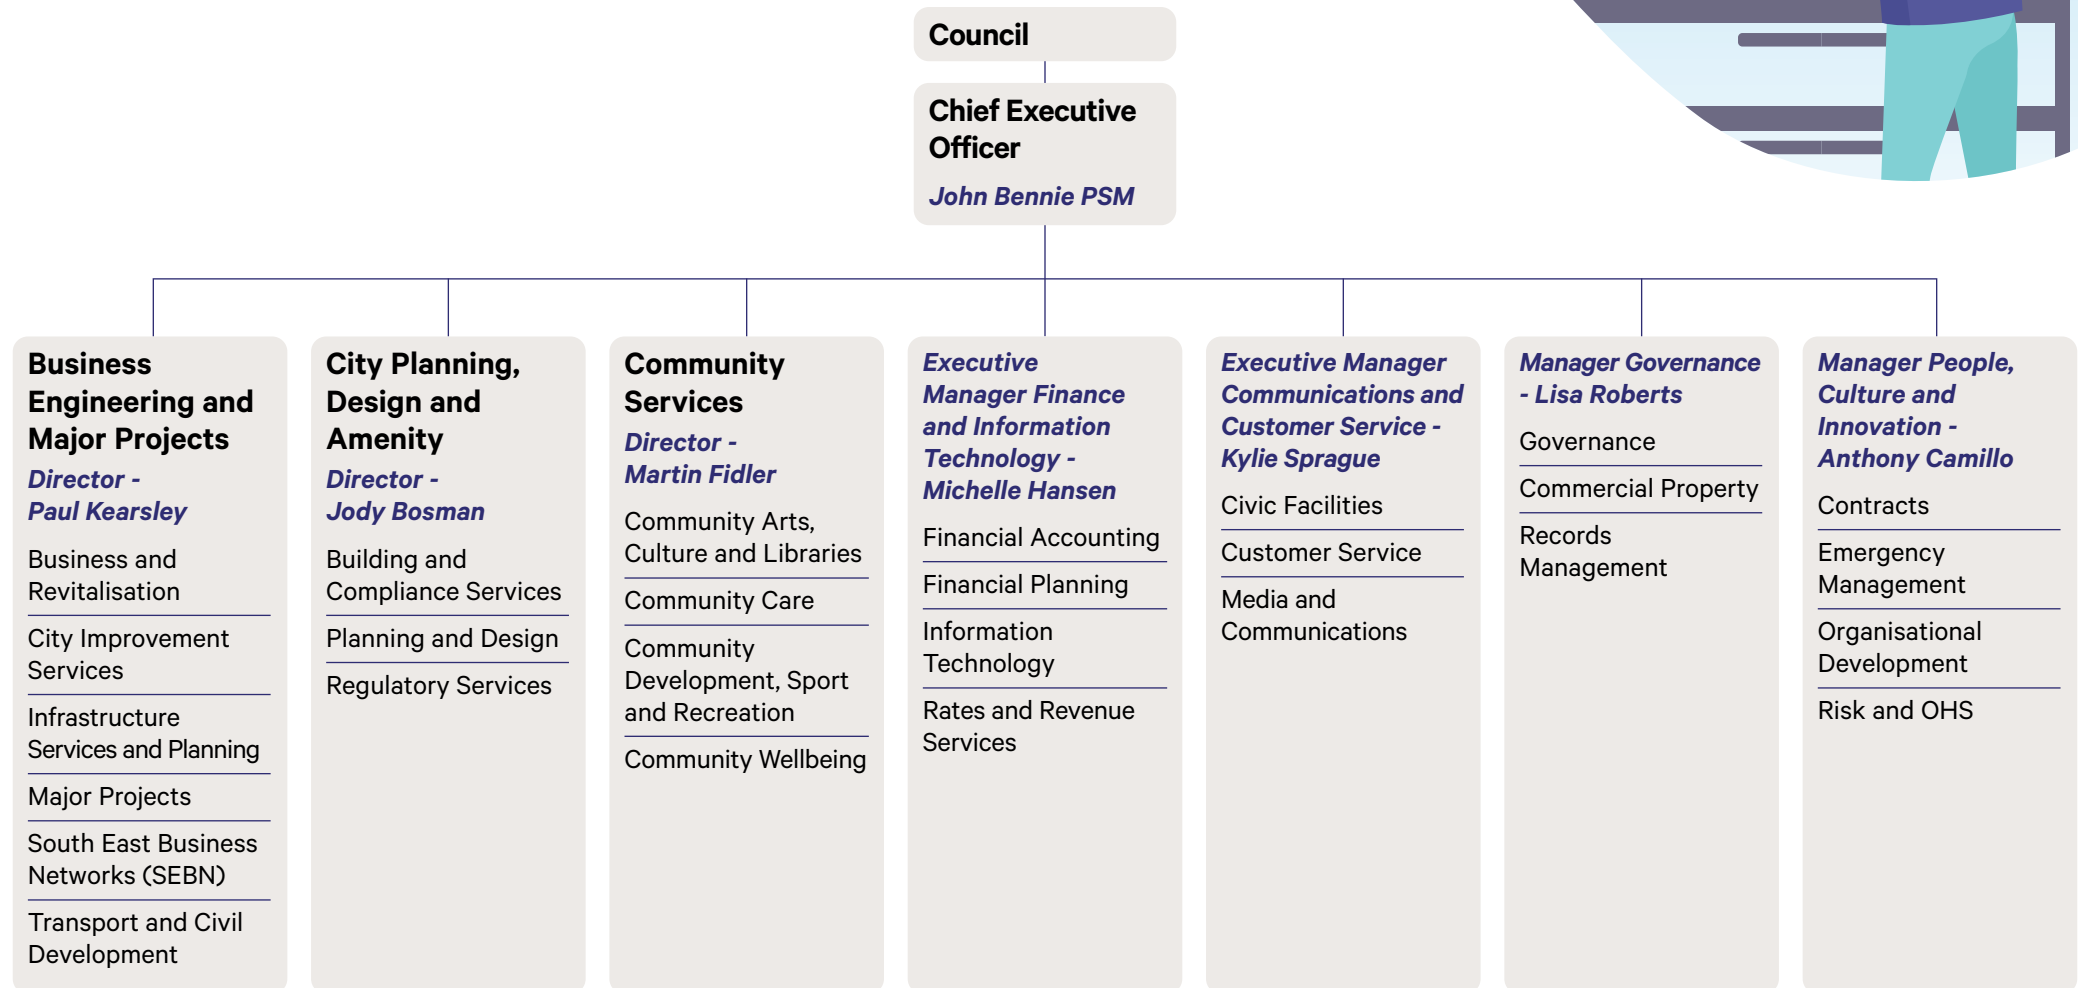 Council
Chief Executive
Officer
John Bennie PSM
Business
Engineering and
Major Projects
Director -
Paul Kearsley
Business and
Revitalisation
City Improvement
Services
Infrastructure
Services and Planning
Major Projects
South East Business
Networks (SEBN)
Transport and Civil
Development
City Planning,
Design and
Amenity
Director -
Jody Bosman
Building and
Compliance Services
Planning and Design
Regulatory Services
Community
Services
Director -
Martin Fidler
Community Arts,
Culture and Libraries
Community Care
Community
Development, Sport
and Recreation
Community Wellbeing
Executive
Manager Finance
and Information
Technology -
Michelle Hansen
Financial Accounting
Financial Planning
Information
Technology
Rates and Revenue
Services
Executive Manager
Communications and
Customer Service -
Kylie Sprague
Civic Facilities
Customer Service
Media and
Communications
Manager Governance
- Lisa Roberts
Governance
Commercial Property
Records
Management
Manager People,
Culture and
Innovation -
Anthony Camillo
Contracts
Emergency
Management
Organisational
Development
Risk and OHS